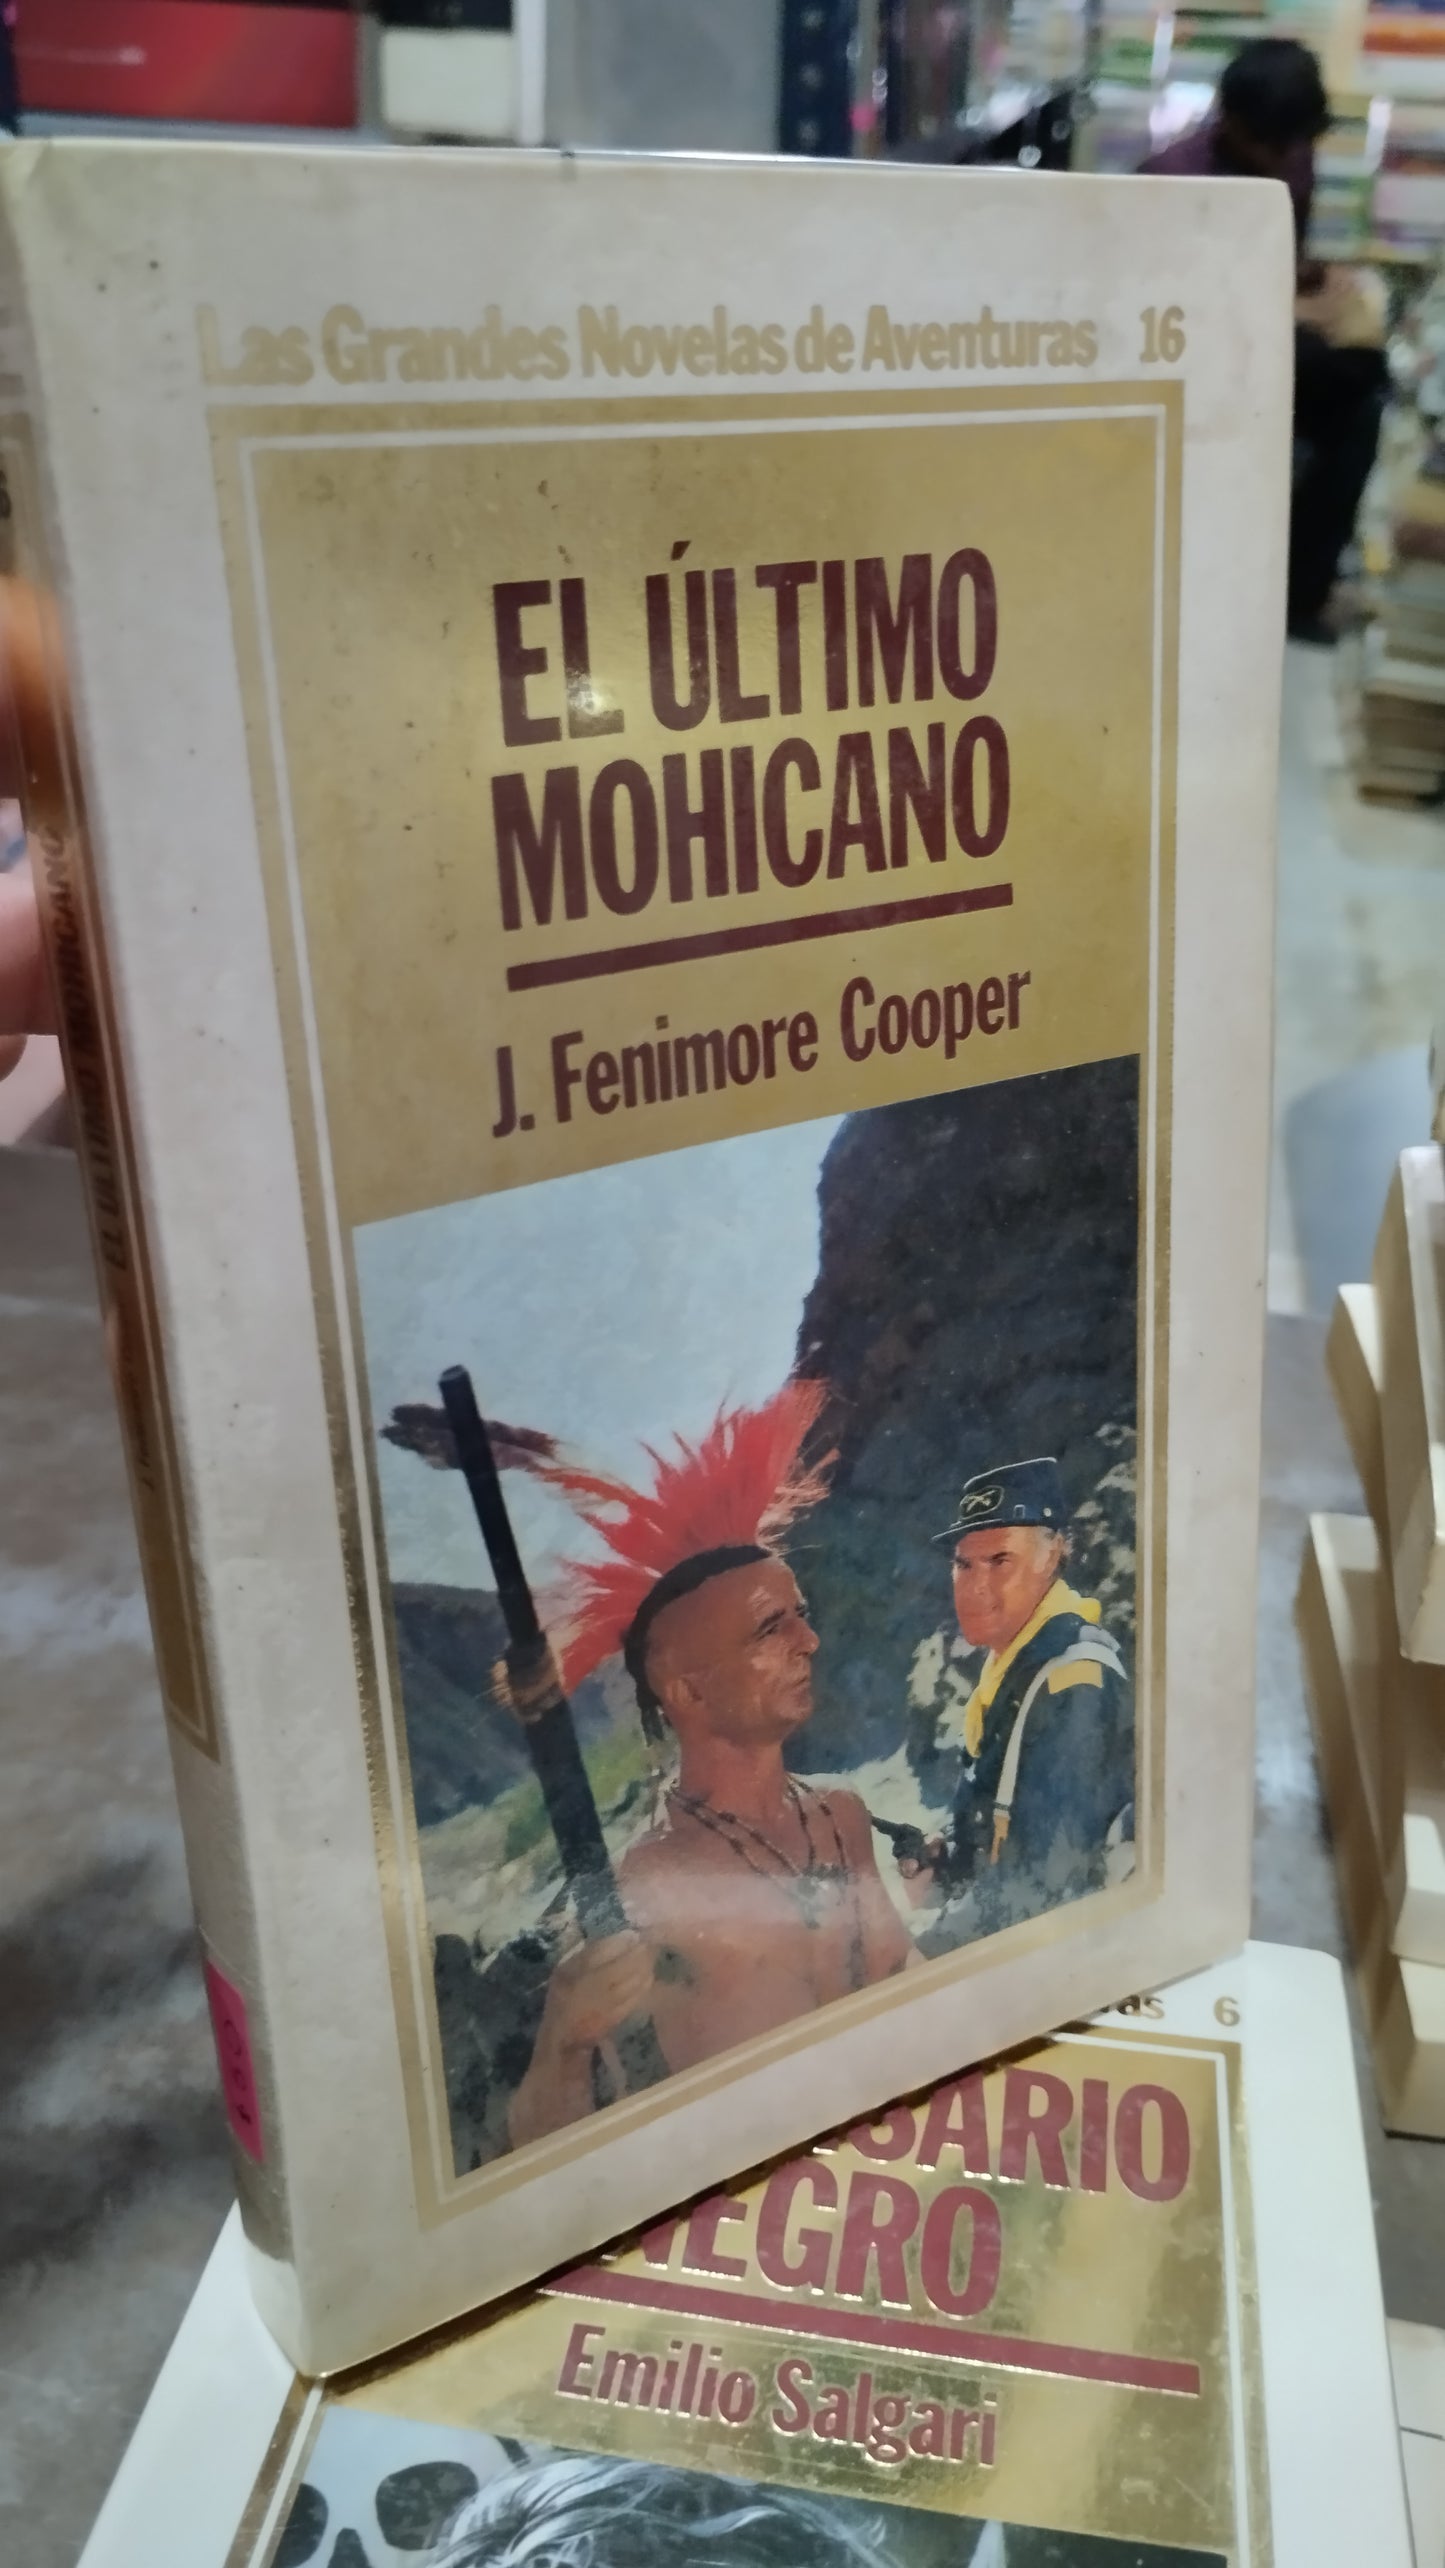 Las Grandes Novelas de Aventuras 16
EL ÚLTIMO
MOHICANO
J. Fenimore Cooper
EL ÚLTIMO MOHICANO
as 6
SARIO
NEGRO
Emilio Salgari